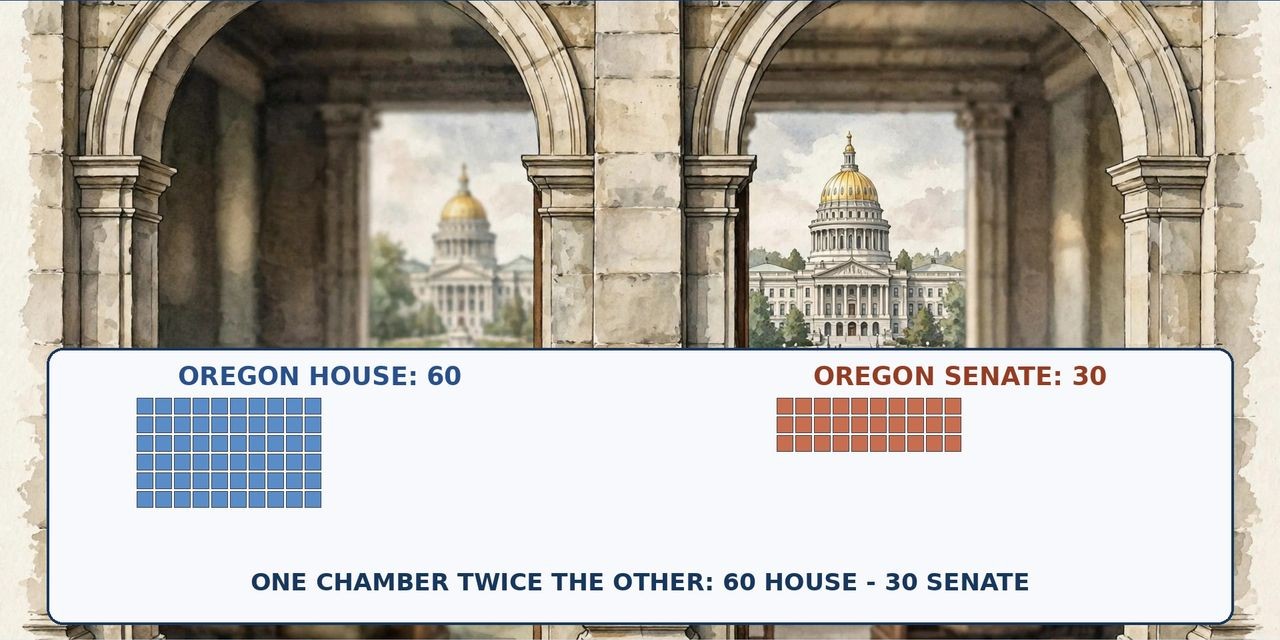 OREGON HOUSE: 60
OREGON SENATE: 30
ONE CHAMBER TWICE THE OTHER: 60 HOUSE - 30 SENATE